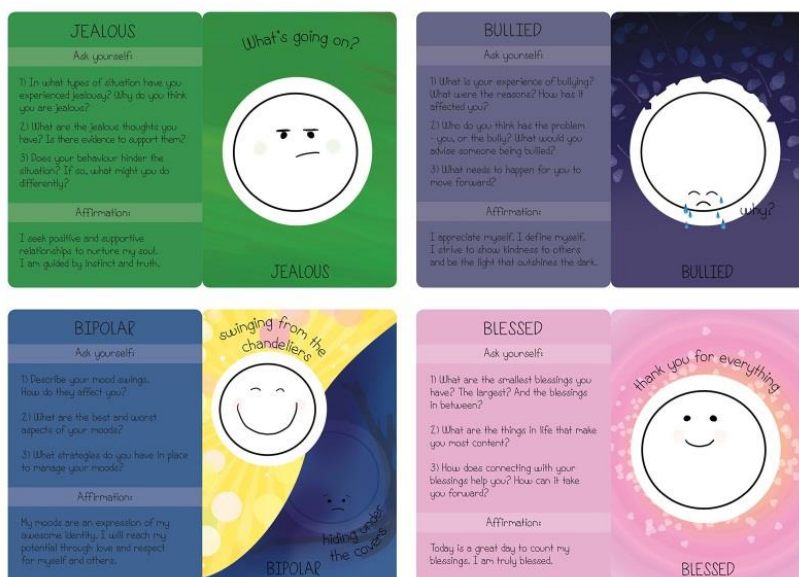 JEALOUS
Ask yourself:
1) In what types of situation have you
experienced jealousy? Why do you think
you are jealous?
2) What are the jealous thoughts you
have? Is there evidence to support them?
3) Does your behaviour hinder the
situation? If so, what might you do
differently?
Affirmation:
I seek positive and supportive
relationships to nurture my soul.
I am guided by instinct and truth.
What's going on?
JEALOUS
BULLIED
Ask yourself:
1) What is your experience of bullying?
What were the reasons? How has it
affected you?
2) Who do you think has the problem
-you, or the bully? What would you
advise someone being bullied?
3) What needs to happen for you to
move forward?
Affirmation:
I appreciate myself. I define myself.
I strive to show kindness to others
and be the light that outshines the dark.
why?
BULLIED
BIPOLAR
Ask yourself:
1) Describe your mood swings.
How do they affect you?
2) What are the best and worst
aspects of your moods?
3) What strategies do you have in place
to manage your moods?
Affirmation:
My moods are an expression of my
awesome identity. I will reach my
potential through love and respect
for myself and others.
swinging from the
chandeliers
hiding under
the covers
BIPOLAR
BLESSED
Ask yourself:
1) What are the smallest blessings you
have? The largest? And the blessings
in between?
2) What are the things in life that make
you most content?
3) How does connecting with your
blessings help you? How can it take
you forward?
Affirmation:
Today is a great day to count my
blessings. I am truly blessed.
thank you for everything
BLESSED